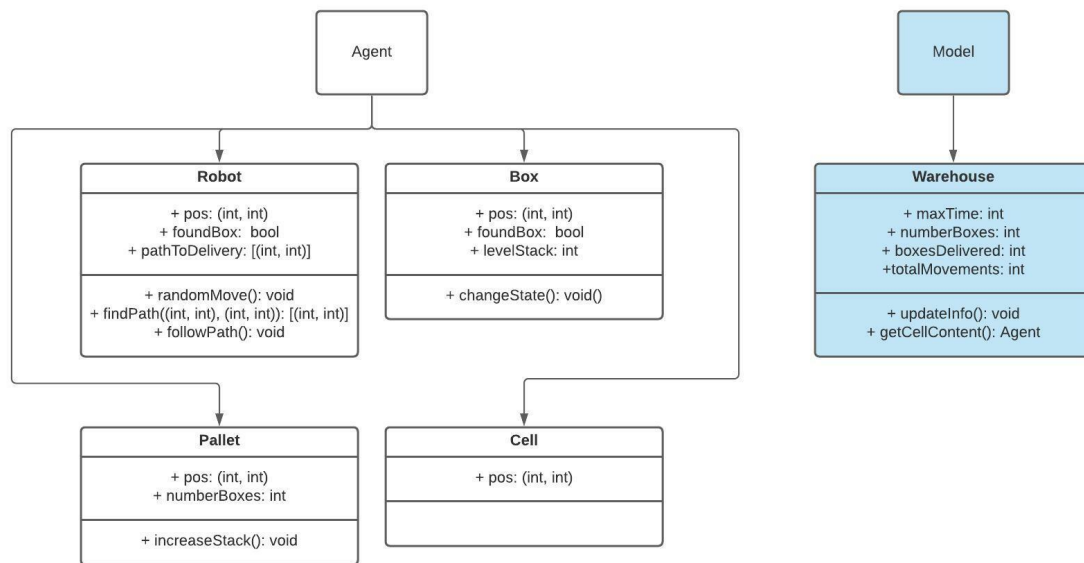 Agent
Model
Robot
+ pos: (int, int)
+ foundBox:  bool
+ pathToDelivery: [(int, int)]
+ randomMove(): void
+ findPath((int, int), (int, int)): [(int, int)]
+ followPath(): void
Box
+ pos: (int, int)
+ foundBox:  bool
+ levelStack: int
+ changeState(): void()
Warehouse
+ maxTime: int
+ numberBoxes: int
+ boxesDelivered: int
+totalMovements: int
+ updateInfo(): void
+ getCellContent(): Agent
Pallet
+ pos: (int, int)
+ numberBoxes: int
+ increaseStack(): void
Cell
+ pos: (int, int)